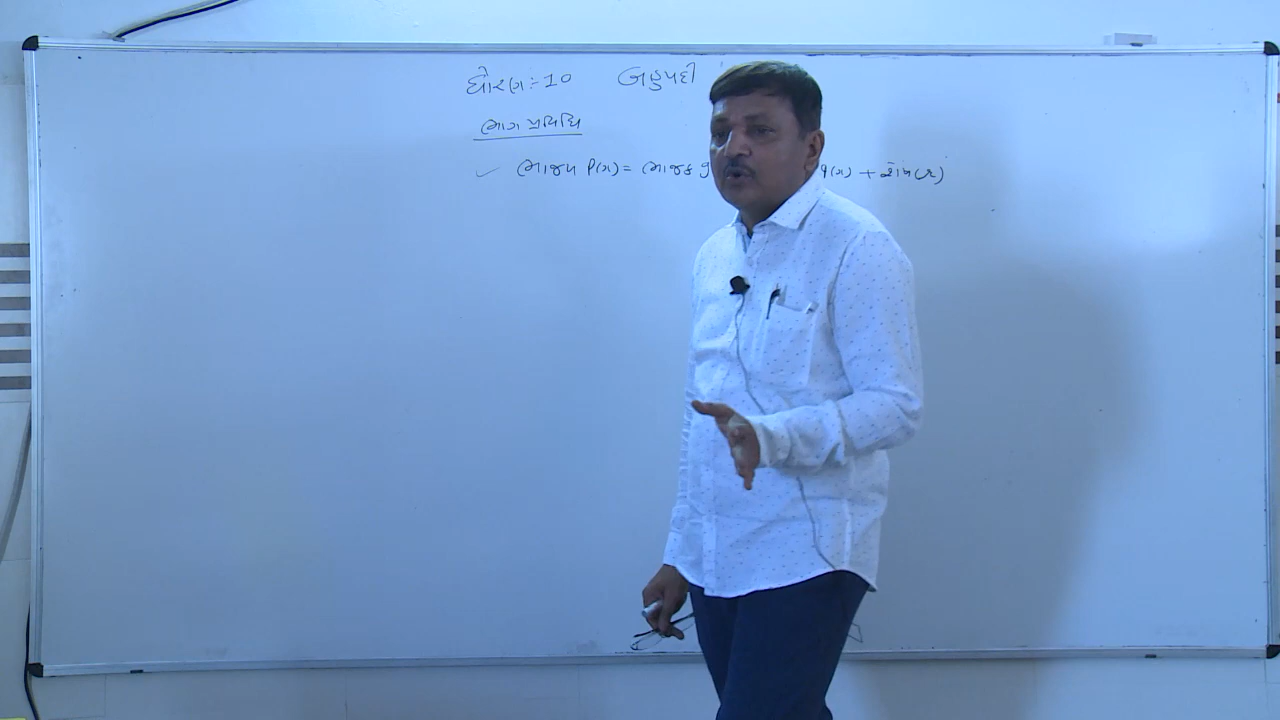 ધોરણ :- 10 બહુપદી
ભાગ પ્રવિધિ
✓ ભાજ્ય P(x) = ભાજક g q(x) + શેષ(x)